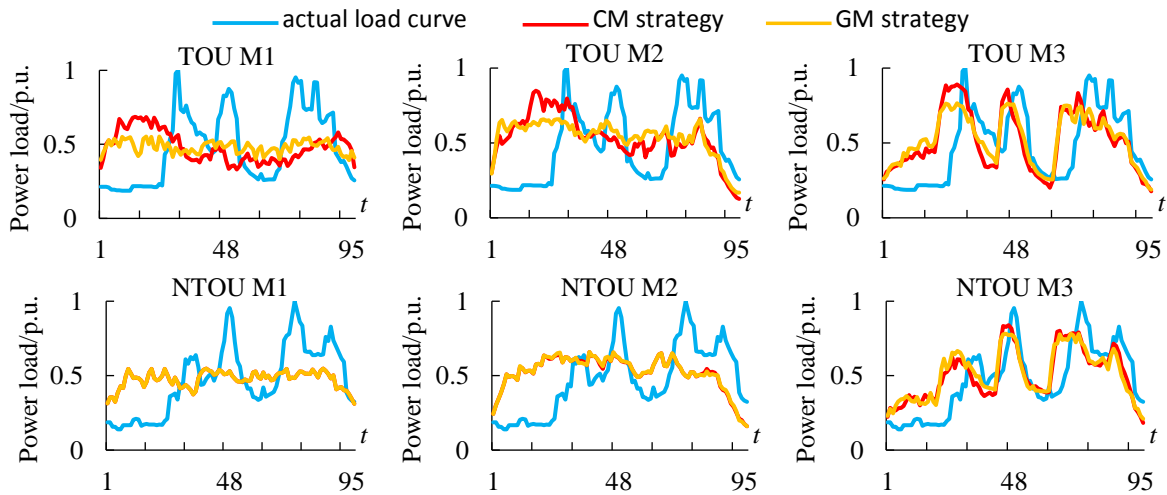 actual load curve CM strategy GM strategy
TOU M1 TOU M2 TOU M3
Power load/p.u. 1 0.5 0 1 48 95 t
Power load/p.u. 1 0.5 0 1 48 95 t
Power load/p.u. 1 0.5 0 1 48 95 t
NTOU M1 NTOU M2 NTOU M3
Power load/p.u. 1 0.5 0 1 48 95 t
Power load/p.u. 1 0.5 0 1 48 95 t
Power load/p.u. 1 0.5 0 1 48 95 t